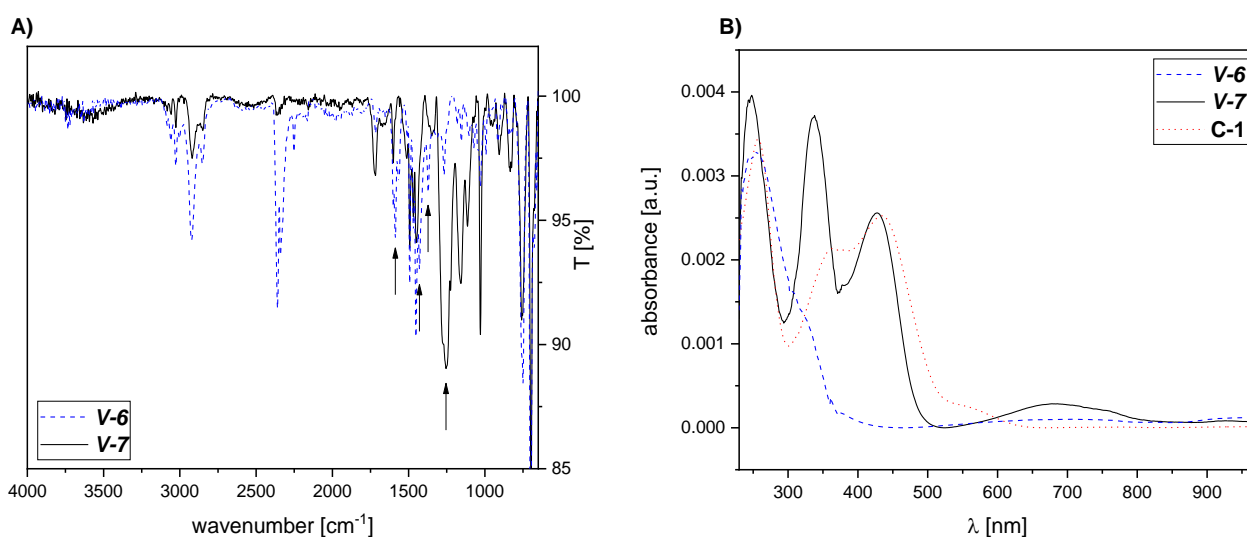 A)
100
95
90
85
T [%]
V-6
V-7
4000 3500 3000 2500 2000 1500 1000
wavenumber [cm-1]
B)
V-6
V-7
C-1
0.004
0.003
0.002
0.001
0.000
absorbance [a.u.]
300 400 500 600 700 800 900
λ [nm]